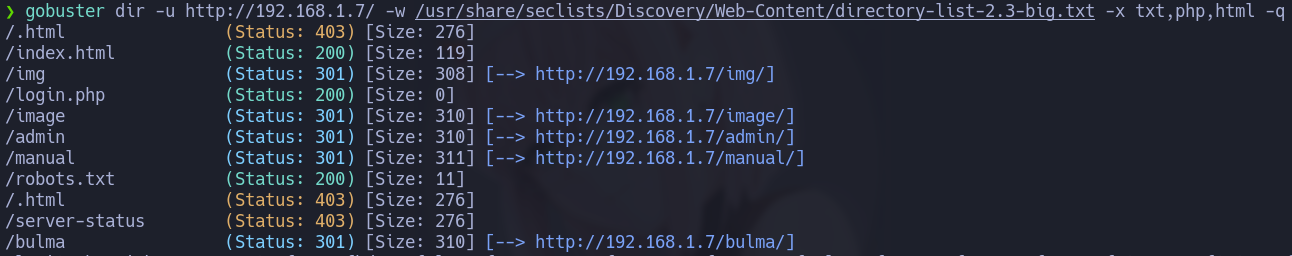 ❯ gobuster dir -u http://192.168.1.7/ -w /usr/share/seclists/Discovery/Web-Content/directory-list-2.3-big.txt -x txt,php,html -q
/.html (Status: 403) [Size: 276]
/index.html (Status: 200) [Size: 119]
/img (Status: 301) [Size: 308] [--> http://192.168.1.7/img/]
/login.php (Status: 200) [Size: 0]
/image (Status: 301) [Size: 310] [--> http://192.168.1.7/image/]
/admin (Status: 301) [Size: 310] [--> http://192.168.1.7/admin/]
/manual (Status: 301) [Size: 311] [--> http://192.168.1.7/manual/]
/robots.txt (Status: 200) [Size: 11]
/.html (Status: 403) [Size: 276]
/server-status (Status: 403) [Size: 276]
/bulma (Status: 301) [Size: 310] [--> http://192.168.1.7/bulma/]